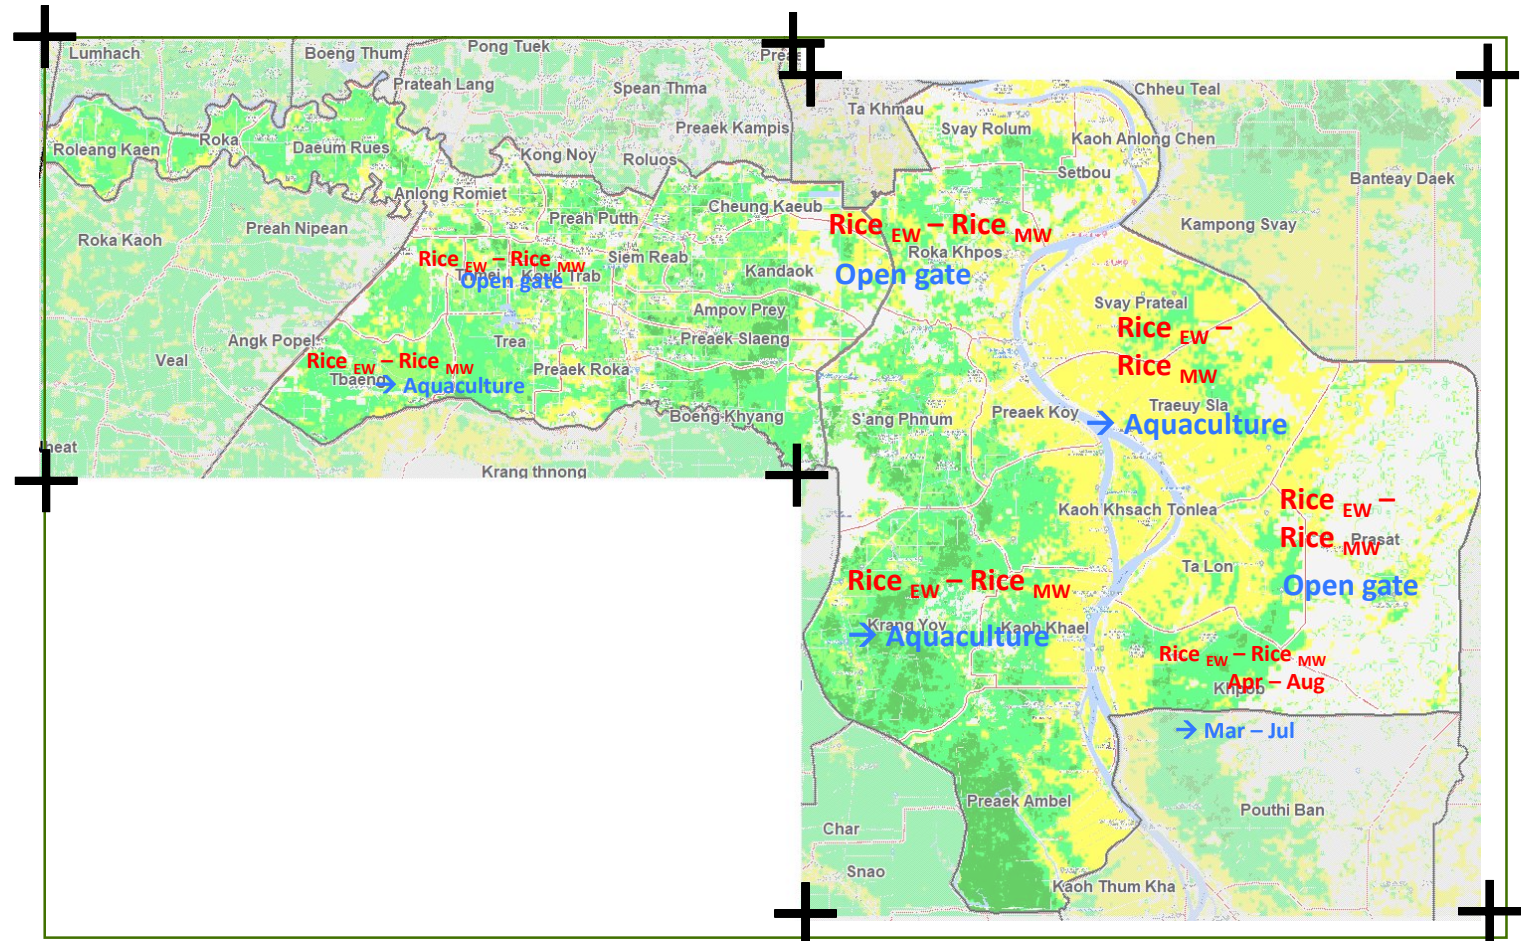 Lumhach
Boeng Thum
Pong Tuek
Prateah Lang
Spean Thma
Chheu Teal
Ta Khmau
Preaek Kampis
Svay Rolum
Kaoh Anlong Chen
Roka
Roleang Kaen
Daeum Rues
Kong Noy
Roluos
Setbou
Banteay Daek
Anlong Romiet
Cheung Kaeub
Preah Putth
Preah Nipean
Roka Kaoh
Kampong Svay
Rice EW – Rice MW
Roka Khpos
Open gate
Rice EW – Rice MW
Siem Reab
Kandaok
Trab
Open gate
Svay Prateal
Rice EW –
Rice MW
Ampov Prey
Preaek Slaeng
Angk Popel
Trea
Veal
Rice EW – Rice MW
Preaek Roka
Tbaeng
→ Aquaculture
Boeng Khyang
S'ang Phnum
Preaek Koy
Traeuy Sla
→ Aquaculture
heat
Krang thnong
Kaoh Khsach Tonlea
Rice EW –
Rice MW
Prasat
Open gate
Ta Lon
Rice EW – Rice MW
Krang Yov
Kaoh Khael
→ Aquaculture
Rice EW – Rice MW
Apr – Aug
Khpob
→ Mar – Jul
Preaek Ambel
Pouthi Ban
Char
Snao
Kaoh Thum Kha